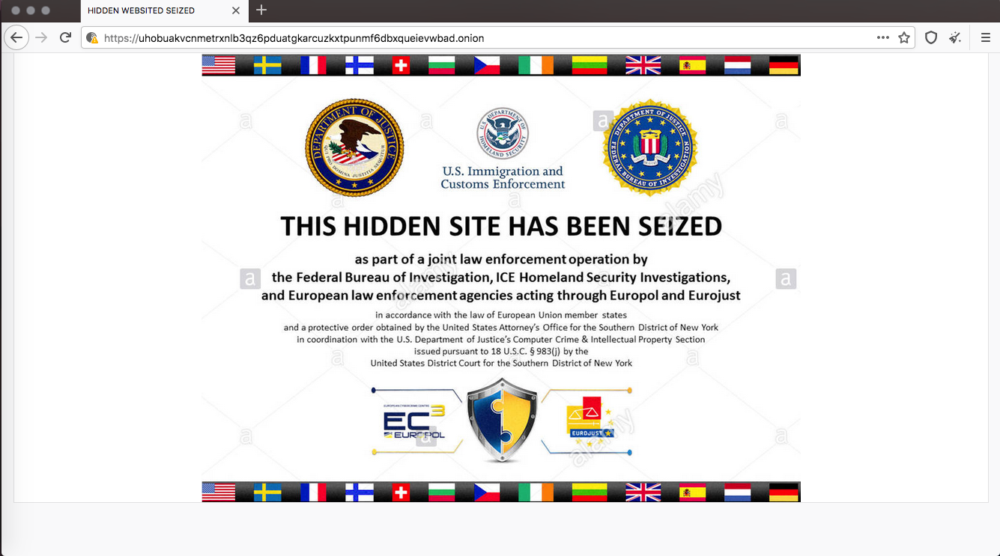 HIDDEN WEBSITED SEIZED
https://uhobuakvcnmetrxnlb3qz6pduatgkarcuzkxtpunmf6dbxqueievwbad.onion
DEPARTMENT OF JUSTICE
QUI PRO DOMINA JUSTITIA SEQUITUR
U.S. DEPARTMENT OF HOMELAND SECURITY
U.S. Immigration and
Customs Enforcement
DEPARTMENT OF JUSTICE
FEDERAL BUREAU OF INVESTIGATION
THIS HIDDEN SITE HAS BEEN SEIZED
as part of a joint law enforcement operation by
the Federal Bureau of Investigation, ICE Homeland Security Investigations,
and European law enforcement agencies acting through Europol and Eurojust
in accordance with the law of European Union member states
and a protective order obtained by the United States Attorney's Office for the Southern District of New York
in coordination with the U.S. Department of Justice's Computer Crime & Intellectual Property Section
issued pursuant to 18 U.S.C. § 983(j) by the
United States District Court for the Southern District of New York
EUROPEAN CYBERCRIME CENTRE
EC3
EUROPOL
EUROJUST
a
alamy